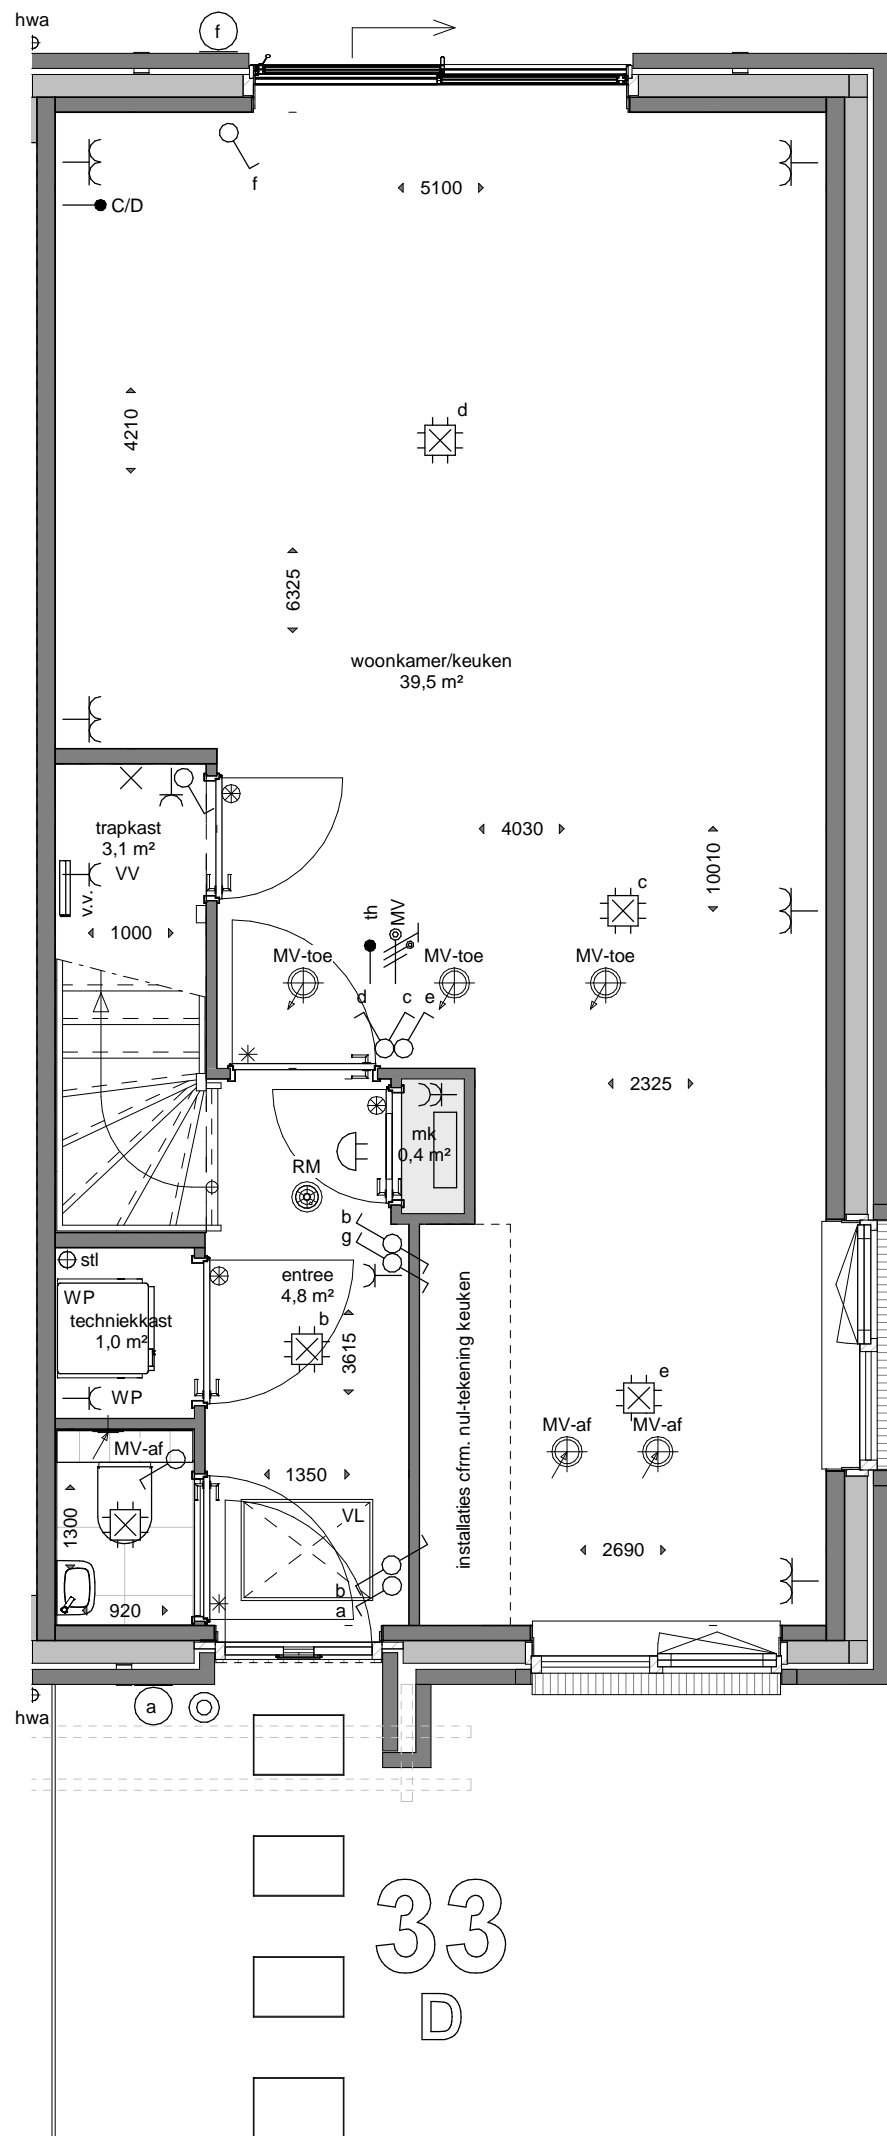 hwa
f
f
C/D
5100
4210
d
6325
woonkamer/keuken
39,5 m²
trapkast
3,1 m²
VV
v.v.
1000
4030
10010
c
th
MV
MV-toe
MV-toe
MV-toe
d
c
e
2325
mk
0,4 m²
RM
b
g
stl
entree
4,8 m²
WP
techniekkast
1,0 m²
b
3615
WP
installaties cfrm. nul-tekening keuken
e
MV-af
MV-af
MV-af
1350
1300
VL
2690
b
a
920
a
hwa
33
D